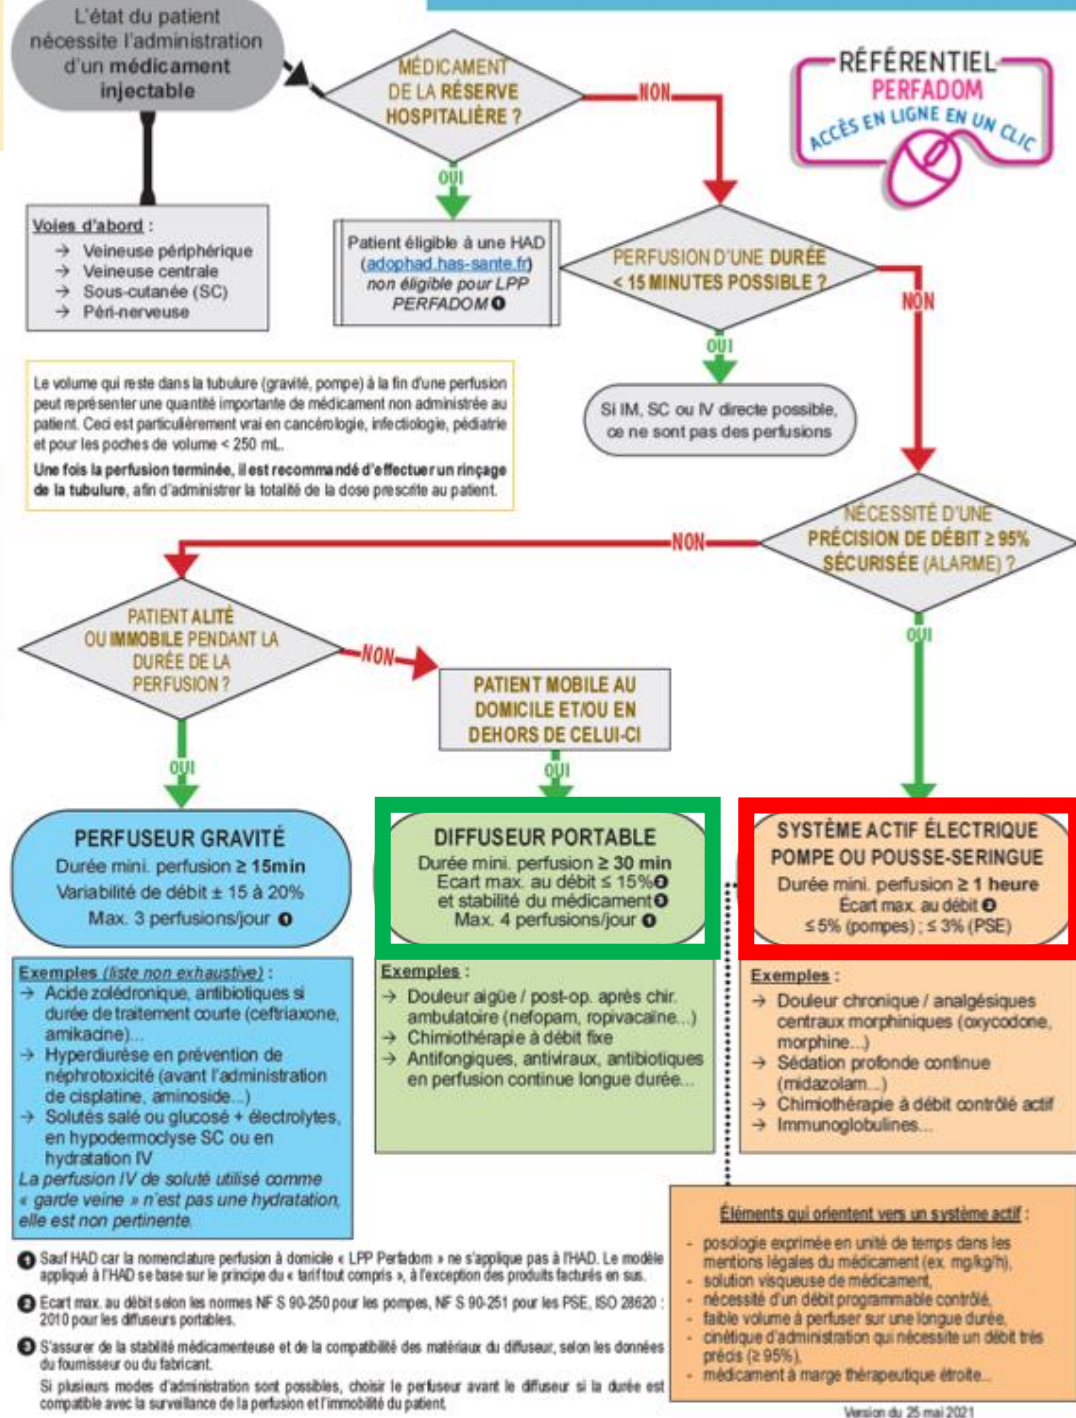 L'état du patient
nécessite l'administration
d'un médicament
injectable
MÉDICAMENT
DE LA RÉSERVE
HOSPITALIÈRE ?
NON
RÉFÉRENTIEL
PERFADOM
ACCÈS EN LIGNE EN UN CLIC
OUI
Voies d'abord :
→ Veineuse périphérique
→ Veineuse centrale
→ Sous-cutanée (SC)
→ Péri-nerveuse
Patient éligible à une HAD
(adophad.has-sante.fr)
non éligible pour LPP
PERFADOM ❶
PERFUSION D'UNE DURÉE
< 15 MINUTES POSSIBLE ?
NON
OUI
Si IM, SC ou IV directe possible,
ce ne sont pas des perfusions
Le volume qui reste dans la tubulure (gravité, pompe) à la fin d'une perfusion
peut représenter une quantité importante de médicament non administrée au
patient. Ceci est particulièrement vrai en cancérologie, infectiologie, pédiatrie
et pour les poches de volume < 250 mL.
Une fois la perfusion terminée, il est recommandé d'effectuer un rinçage
de la tubulure, afin d'administrer la totalité de la dose prescrite au patient.
NÉCESSITÉ D'UNE
PRÉCISION DE DÉBIT ≥ 95%
SÉCURISÉE (ALARME) ?
NON
OUI
PATIENT ALITÉ
OU IMMOBILE PENDANT LA
DURÉE DE LA
PERFUSION ?
NON
PATIENT MOBILE AU
DOMICILE ET/OU EN
DEHORS DE CELUI-CI
OUI
OUI
PERFUSEUR GRAVITÉ
Durée mini. perfusion ≥ 15min
Variabilité de débit ± 15 à 20%
Max. 3 perfusions/jour ❶
DIFFUSEUR PORTABLE
Durée mini. perfusion ≥ 30 min
Ecart max. au débit ≤ 15%❷
et stabilité du médicament❸
Max. 4 perfusions/jour ❶
SYSTÈME ACTIF ÉLECTRIQUE
POMPE OU POUSSE-SERINGUE
Durée mini. perfusion ≥ 1 heure
Écart max. au débit ❷
≤ 5% (pompes) ; ≤ 3% (PSE)
Exemples (liste non exhaustive) :
→ Acide zolédronique, antibiotiques si
durée de traitement courte (ceftriaxone,
amikacine)...
→ Hyperdiurèse en prévention de
néphrotoxicité (avant l'administration
de cisplatine, aminoside...)
→ Solutés salé ou glucosé + électrolytes,
en hypodermoclyse SC ou en
hydratation IV
La perfusion IV de soluté utilisé comme
« garde veine » n'est pas une hydratation,
elle est non pertinente.
Exemples :
→ Douleur aigüe / post-op. après chir.
ambulatoire (nefopam, ropivacaïne...)
→ Chimiothérapie à débit fixe
→ Antifongiques, antiviraux, antibiotiques
en perfusion continue longue durée...
Exemples :
→ Douleur chronique / analgésiques
centraux morphiniques (oxycodone,
morphine...)
→ Sédation profonde continue
(midazolam...)
→ Chimiothérapie à débit contrôlé actif
→ Immunoglobulines...
Éléments qui orientent vers un système actif :
- posologie exprimée en unité de temps dans les
mentions légales du médicament (ex. mg/kg/h),
- solution visqueuse de médicament,
- nécessité d'un débit programmable contrôlé,
- faible volume à perfuser sur une longue durée,
- cinétique d'administration qui nécessite un débit très
précis (≥ 95%),
- médicament à marge thérapeutique étroite...
❶ Sauf HAD car la nomenclature perfusion à domicile « LPP Perfadom » ne s'applique pas à l'HAD. Le modèle
appliqué à l'HAD se base sur le principe du « tarif tout compris », à l'exception des produits facturés en sus.
❷ Ecart max. au débit selon les normes NF S 90-250 pour les pompes, NF S 90-251 pour les PSE, ISO 28620 :
2010 pour les diffuseurs portables.
❸ S'assurer de la stabilité médicamenteuse et de la compatibilité des matériaux du diffuseur, selon les données
du fournisseur ou du fabricant.
Si plusieurs modes d'administration sont possibles, choisir le perfuseur avant le diffuseur si la durée est
compatible avec la surveillance de la perfusion et l'immobilité du patient.
Version du 25 mai 2021